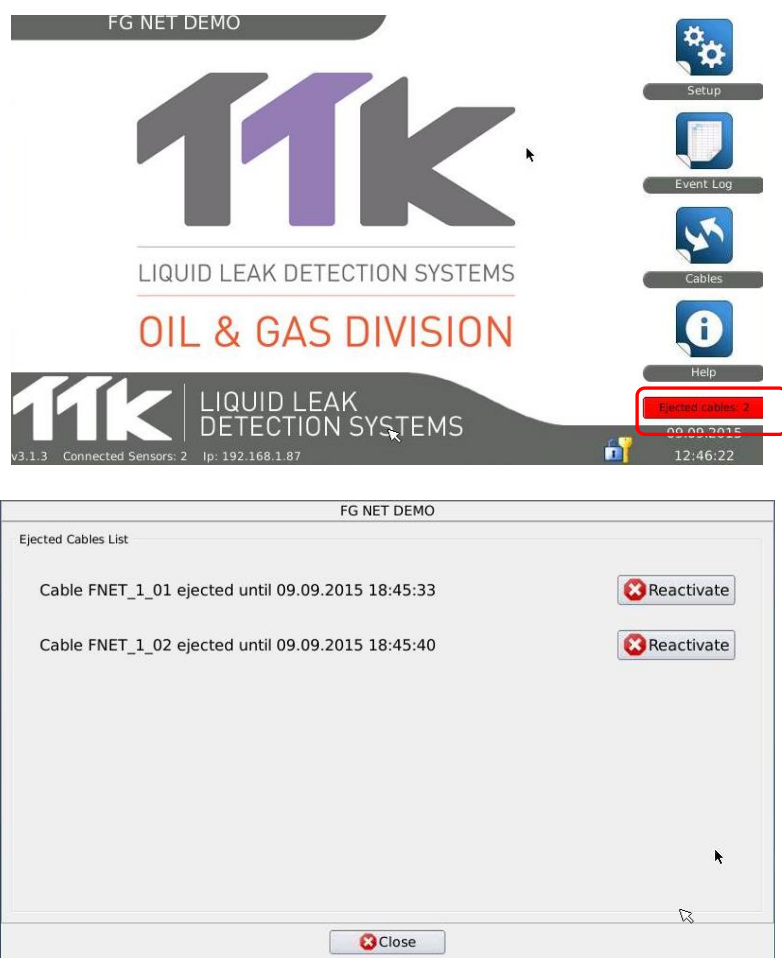 FG NET DEMO
TTK
LIQUID LEAK DETECTION SYSTEMS
OIL & GAS DIVISION
Setup
Event Log
Cables
Help
Ejected cables: 2
09.09.2015
12:46:22
TTK
LIQUID LEAK
DETECTION SYSTEMS
v3.1.3 Connected Sensors: 2 Ip: 192.168.1.87
FG NET DEMO
Ejected Cables List
Cable FNET_1_01 ejected until 09.09.2015 18:45:33 Reactivate
Cable FNET_1_02 ejected until 09.09.2015 18:45:40 Reactivate
Close